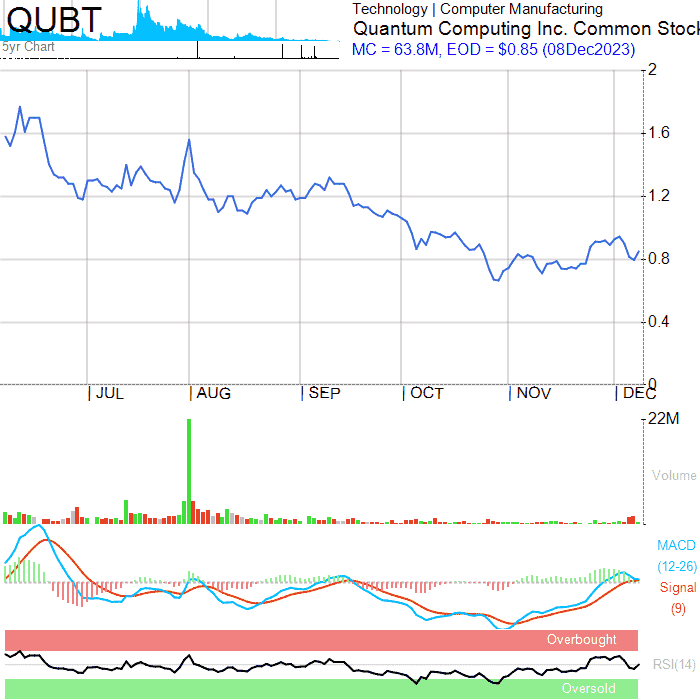 QUBT
5yr Chart
Technology | Computer Manufacturing
Quantum Computing Inc. Common Stock
MC = 63.8M, EOD = $0.85 (08Dec2023)
2
1.6
1.2
0.8
0.4
0
JUL AUG SEP OCT NOV DEC
22M
Volume
MACD
(12-26)
Signal
(9)
Overbought
RSI(14)
Oversold